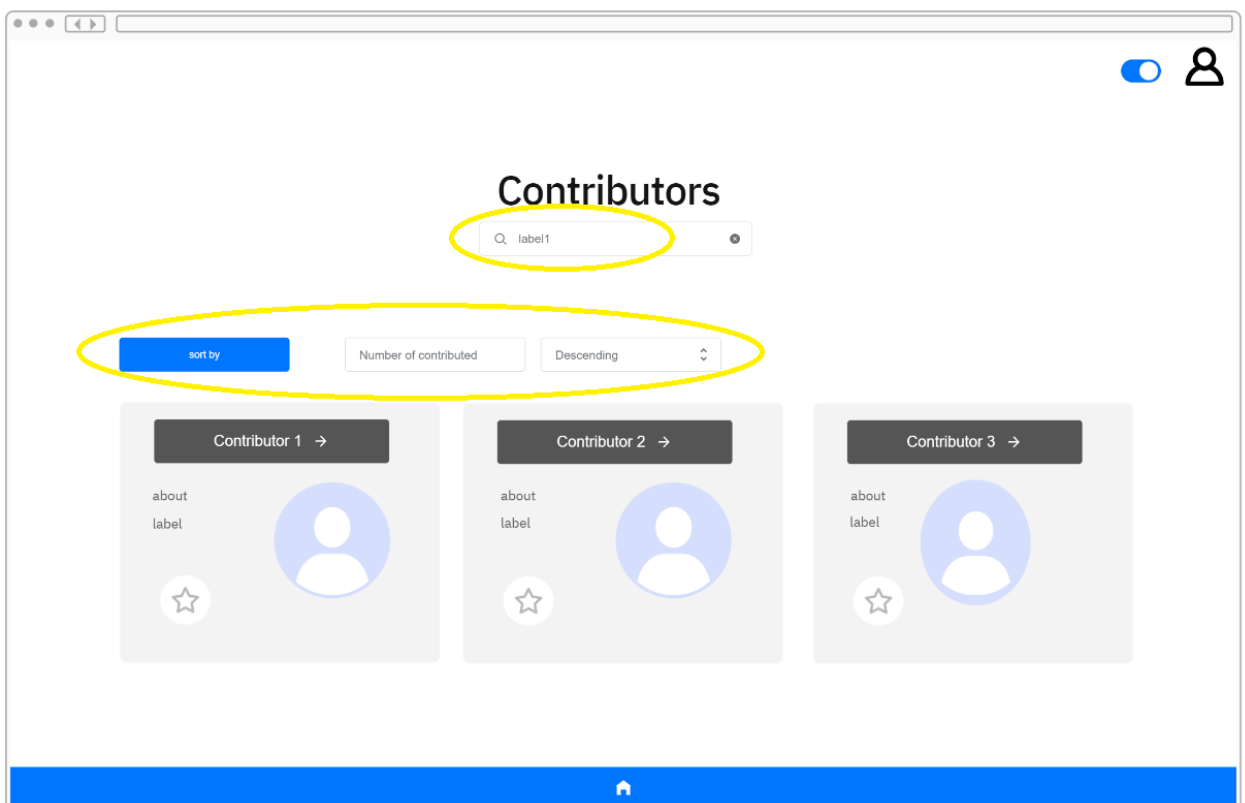 Contributors
label1
sort by Number of contributed Descending
Contributor 1 → Contributor 2 → Contributor 3 →
about about about
label label label